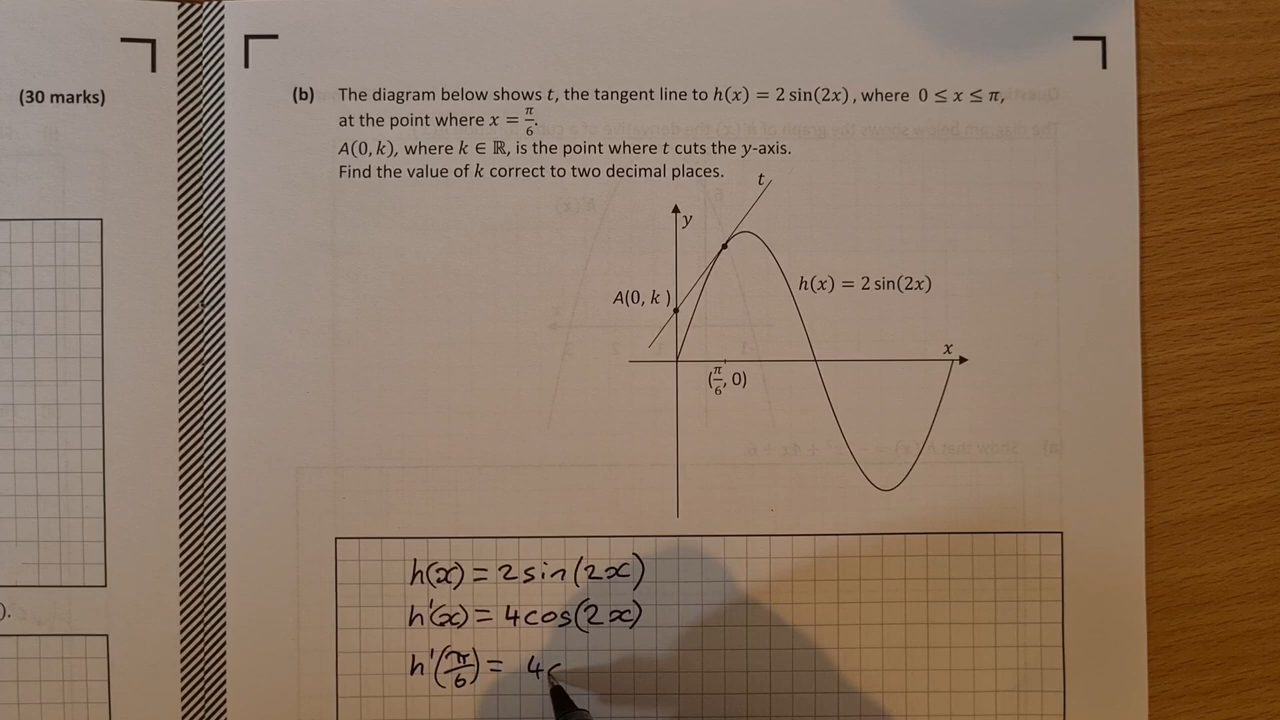 (30 marks)
(b) The diagram below shows t, the tangent line to h(x) = 2 sin(2x), where 0 ≤ x ≤ π,
at the point where x = π/6.
A(0, k), where k ∈ ℝ, is the point where t cuts the y-axis.
Find the value of k correct to two decimal places.
t
y
A(0, k)
h(x) = 2 sin(2x)
x
(π/6, 0)
h(x) = 2sin(2x)
h'(x) = 4cos(2x)
h'(π/6) = 4c
).